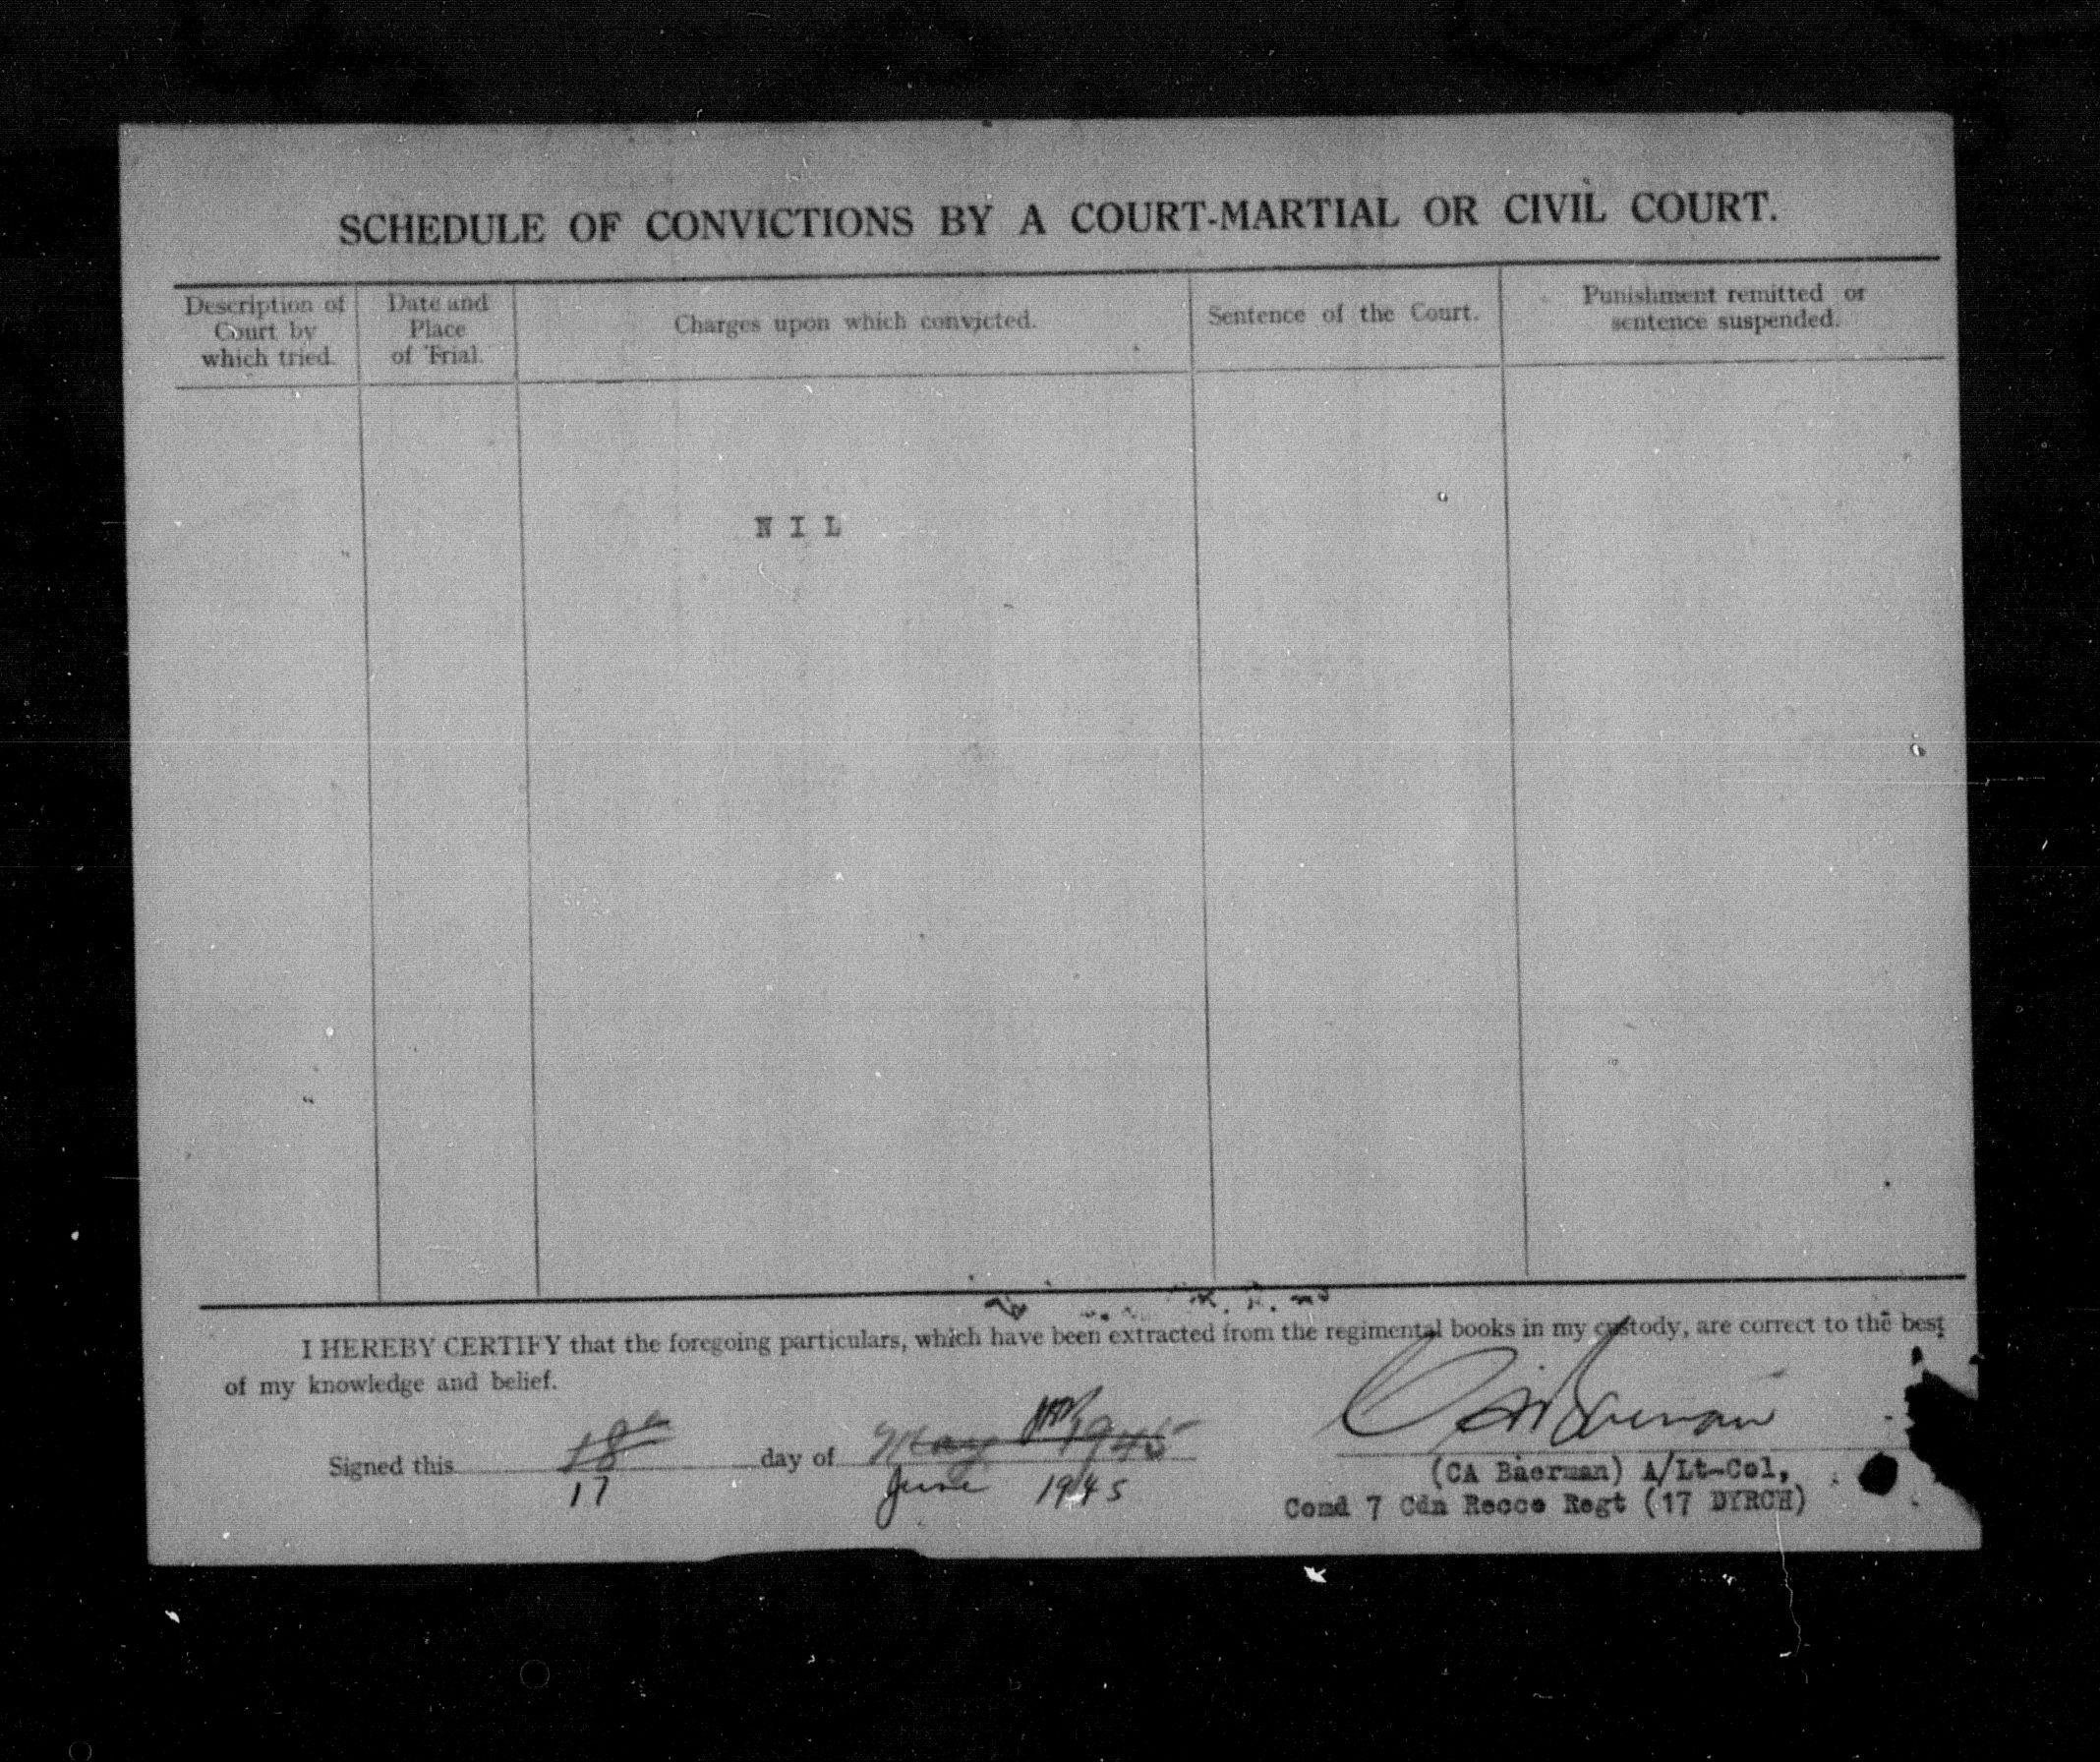 SCHEDULE OF CONVICTIONS BY A COURT-MARTIAL OR CIVIL COURT.
Description of Court by which tried.
Date and Place of Trial.
Charges upon which convicted.
Sentence of the Court.
Punishment remitted or sentence suspended.
N I L
I HEREBY CERTIFY that the foregoing particulars, which have been extracted from the regimental books in my custody, are correct to the best
of my knowledge and belief.
Signed this 18 day of May 1945
17 June 1945
(CA Baerman) A/Lt-Col,
Comd 7 Cdn Recce Regt (17 DYRCH)